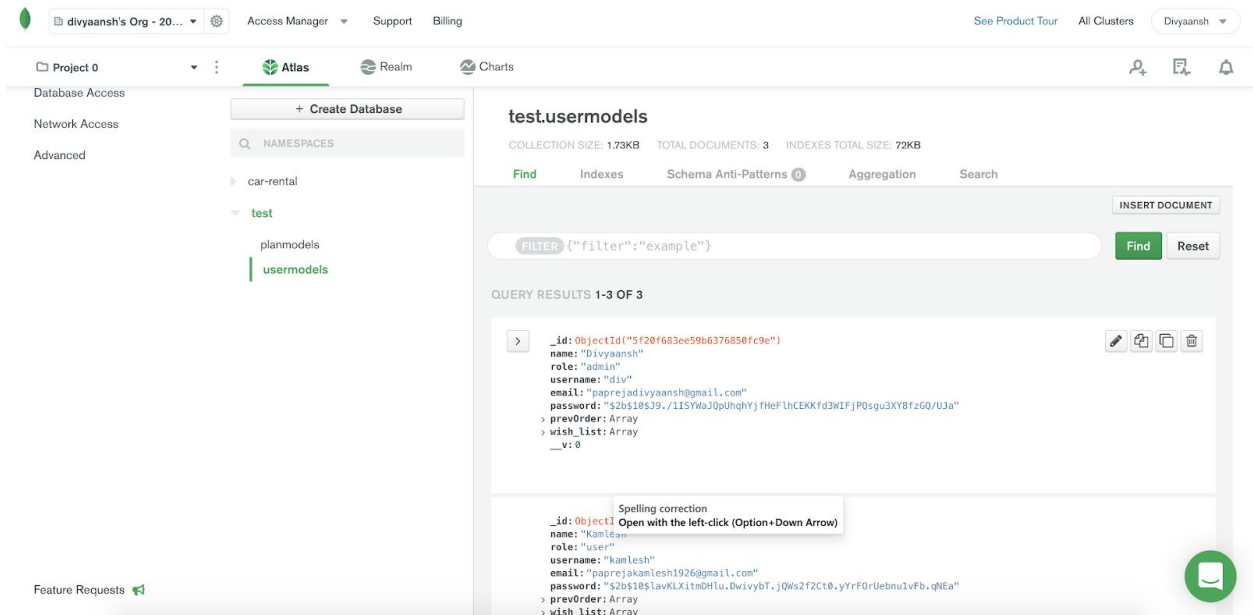 divyaansh's Org - 20... Access Manager Support Billing See Product Tour All Clusters Divyaansh
Project 0 Atlas Realm Charts
Database Access
Network Access
Advanced
+ Create Database
NAMESPACES
car-rental
test
planmodels
usermodels
test.usermodels
COLLECTION SIZE: 1.73KB TOTAL DOCUMENTS: 3 INDEXES TOTAL SIZE: 72KB
Find Indexes Schema Anti-Patterns 0 Aggregation Search
INSERT DOCUMENT
FILTER {"filter":"example"} Find Reset
QUERY RESULTS 1-3 OF 3
_id: ObjectId("5f20f683ee59b6376850fc9e")
name: "Divyaansh"
role: "admin"
username: "div"
email: "paprejadivyaansh@gmail.com"
password: "$2b$10$J9./1ISYWaJQpUhqhYjfHeFlhCEKKfd3WIFjPQsgu3XY8fzGQ/UJa"
prevOrder: Array
wish_list: Array
__v: 0
Spelling correction
Open with the left-click (Option+Down Arrow)
_id: ObjectI
name: "Kamlesh"
role: "user"
username: "kamlesh"
email: "paprejakamlesh1926@gmail.com"
password: "$2b$10$lavKLXitmDHlu.DwivybT.jQWs2f2Ct0.yYrFOrUebnu1vFb.qNEa"
prevOrder: Array
wish_list: Array
Feature Requests